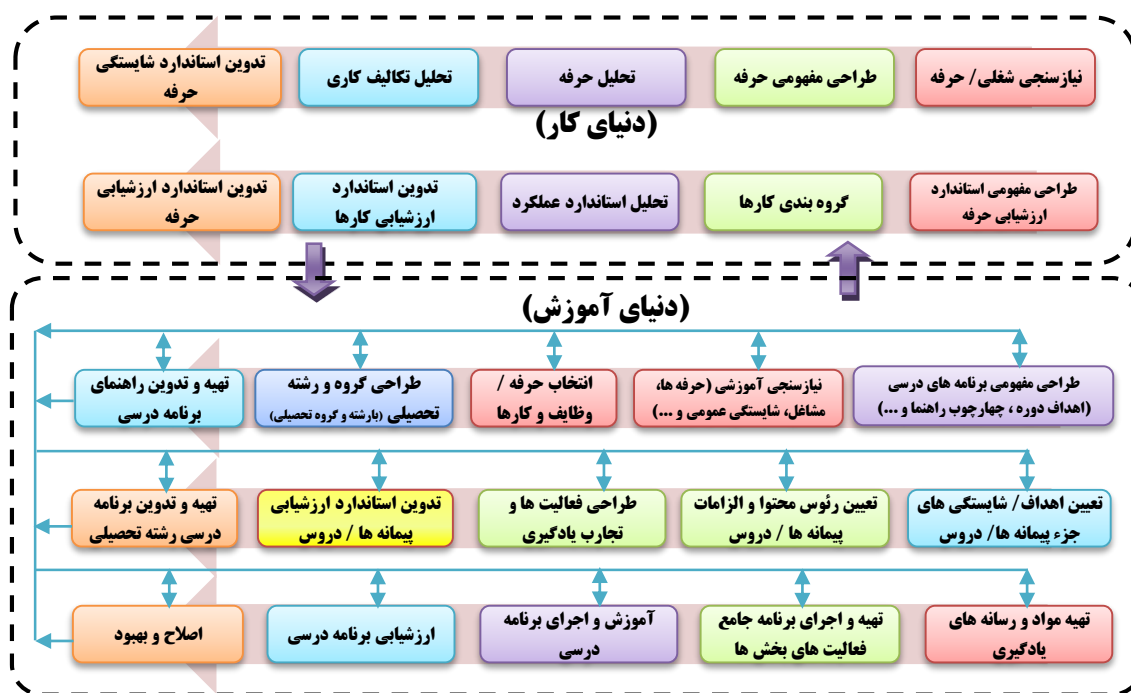 نیازسنجی شغلی/ حرفه
طراحی مفهومی حرفه
تحلیل حرفه
تحلیل تکالیف کاری
تدوین استاندارد شایستگی
حرفه
(دنیای کار)
طراحی مفهومی استاندارد
ارزشیابی حرفه
گروه بندی کارها
تحلیل استاندارد عملکرد
تدوین استاندارد
ارزشیابی کارها
تدوین استاندارد ارزشیابی
حرفه
(دنیای آموزش)
طراحی مفهومی برنامه های درسی
(اهداف دوره ، چهارچوب راهنما و ...)
نیازسنجی آموزشی (حرفه ها،
مشاغل، شایستگی عمومی و ...)
انتخاب حرفه /
وظایف و کارها
طراحی گروه و رشته
تحصیلی (بارشته و گروه تحصیلی)
تهیه و تدوین راهنمای
برنامه درسی
تعیین اهداف/ شایستگی های
جزء پیمانه ها/ دروس
تعیین رئوس محتوا و الزامات
پیمانه ها / دروس
طراحی فعالیت ها و
تجارب یادگیری
تدوین استاندارد ارزشیابی
پیمانه ها / دروس
تهیه و تدوین برنامه
درسی رشته تحصیلی
تهیه مواد و رسانه های
یادگیری
تهیه و اجرای برنامه جامع
فعالیت های بخش ها
آموزش و اجرای برنامه
درسی
ارزشیابی برنامه درسی
اصلاح و بهبود